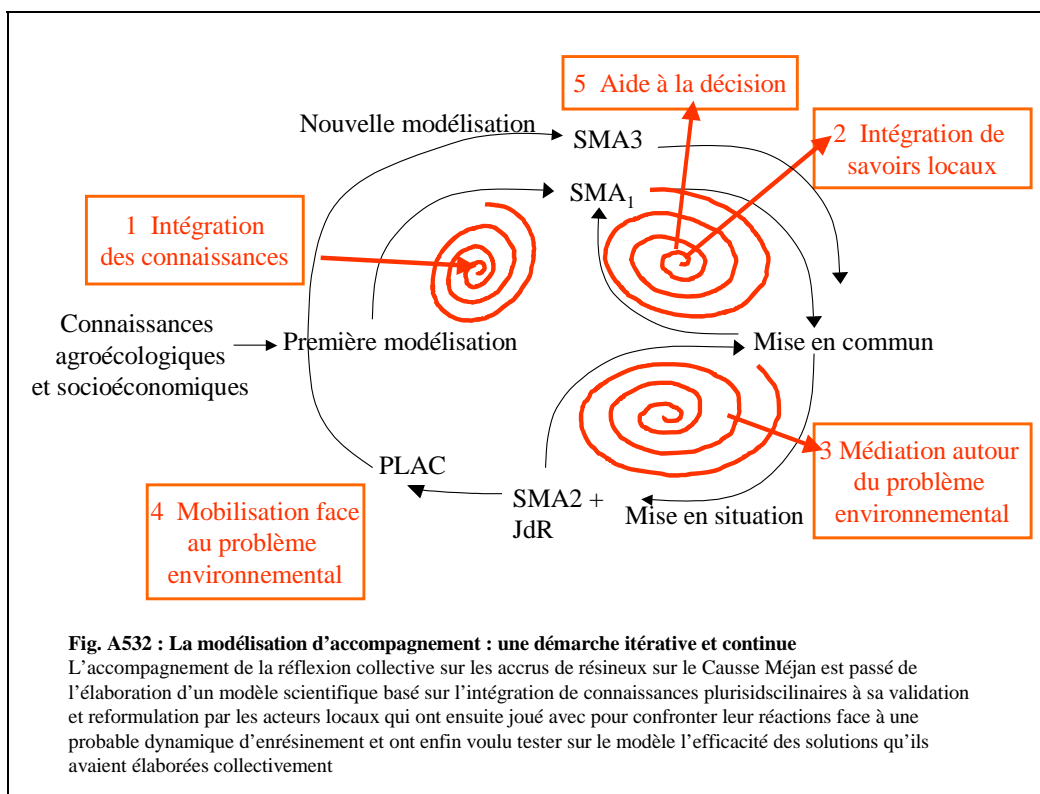 5 Aide à la décision
Nouvelle modélisation
SMA3
2 Intégration de
savoirs locaux
SMA1
1 Intégration
des connaissances
Connaissances
agroécologiques
et socioéconomiques
Première modélisation
Mise en commun
3 Médiation autour
du problème
environnemental
PLAC
4 Mobilisation face
au problème
environnemental
SMA2 +
JdR
Mise en situation
Fig. A532 : La modélisation d'accompagnement : une démarche itérative et continue
L'accompagnement de la réflexion collective sur les accrus de résineux sur le Causse Méjan est passé de
l'élaboration d'un modèle scientifique basé sur l'intégration de connaissances plurisidscilinaires à sa validation
et reformulation par les acteurs locaux qui ont ensuite joué avec pour confronter leur réactions face à une
probable dynamique d'enrésinement et ont enfin voulu tester sur le modèle l'efficacité des solutions qu'ils
avaient élaborées collectivement